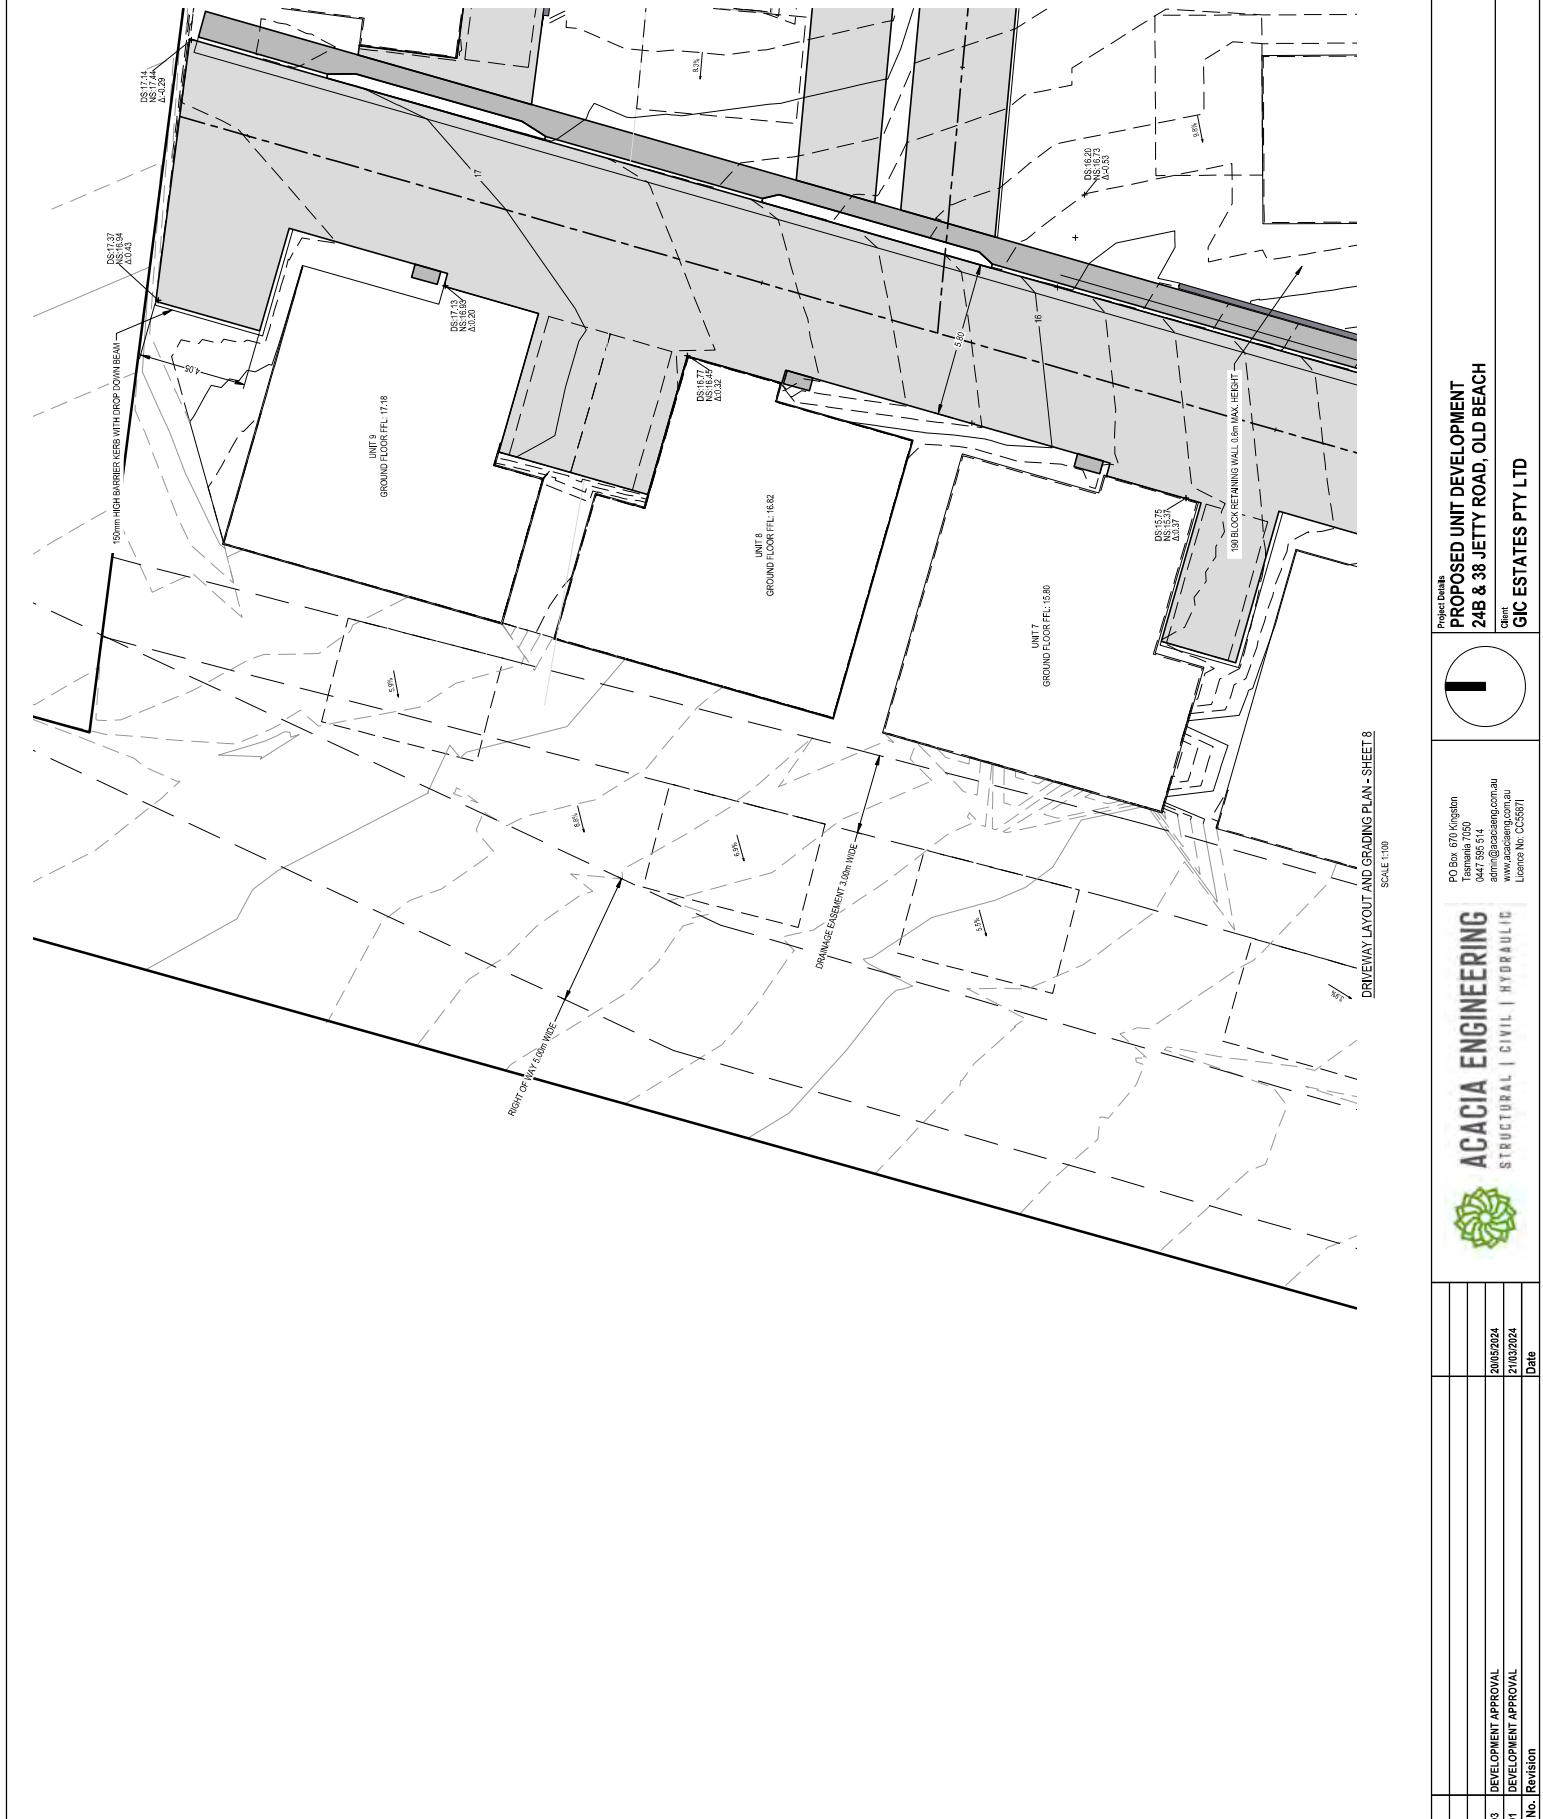 DS:17.14
NS:17.44
Δ:-0.29
DS:17.37
NS:16.94
Δ:0.43
150mm HIGH BARRIER KERB WITH DROP DOWN BEAM
4.05
8.3%
17
9.8%
DS:16.20
NS:16.73
Δ:-0.53
DS:17.13
NS:16.93
Δ:0.20
UNIT 9
GROUND FLOOR FFL: 17.18
DS:16.77
NS:16.45
Δ:0.32
5.80
16
190 BLOCK RETAINING WALL 0.6m MAX. HEIGHT
UNIT 8
GROUND FLOOR FFL: 16.82
DS:15.75
NS:15.37
Δ:0.37
UNIT 7
GROUND FLOOR FFL: 15.80
5.9%
8.8%
6.9%
5.5%
3.9%
DRAINAGE EASEMENT 3.00m WIDE
RIGHT OF WAY 5.00m WIDE
DRIVEWAY LAYOUT AND GRADING PLAN - SHEET 8
SCALE 1:100
Project Details
PROPOSED UNIT DEVELOPMENT
24B & 38 JETTY ROAD, OLD BEACH
Client
GIC ESTATES PTY LTD
PO Box 670 Kingston
Tasmania 7050
0447 595 514
admin@acaciaeng.com.au
www.acaciaeng.com.au
Licence No: CC5587I
ACACIA ENGINEERING
STRUCTURAL | CIVIL | HYDRAULIC
3 DEVELOPMENT APPROVAL 20/05/2024
1 DEVELOPMENT APPROVAL 21/03/2024
No. Revision Date